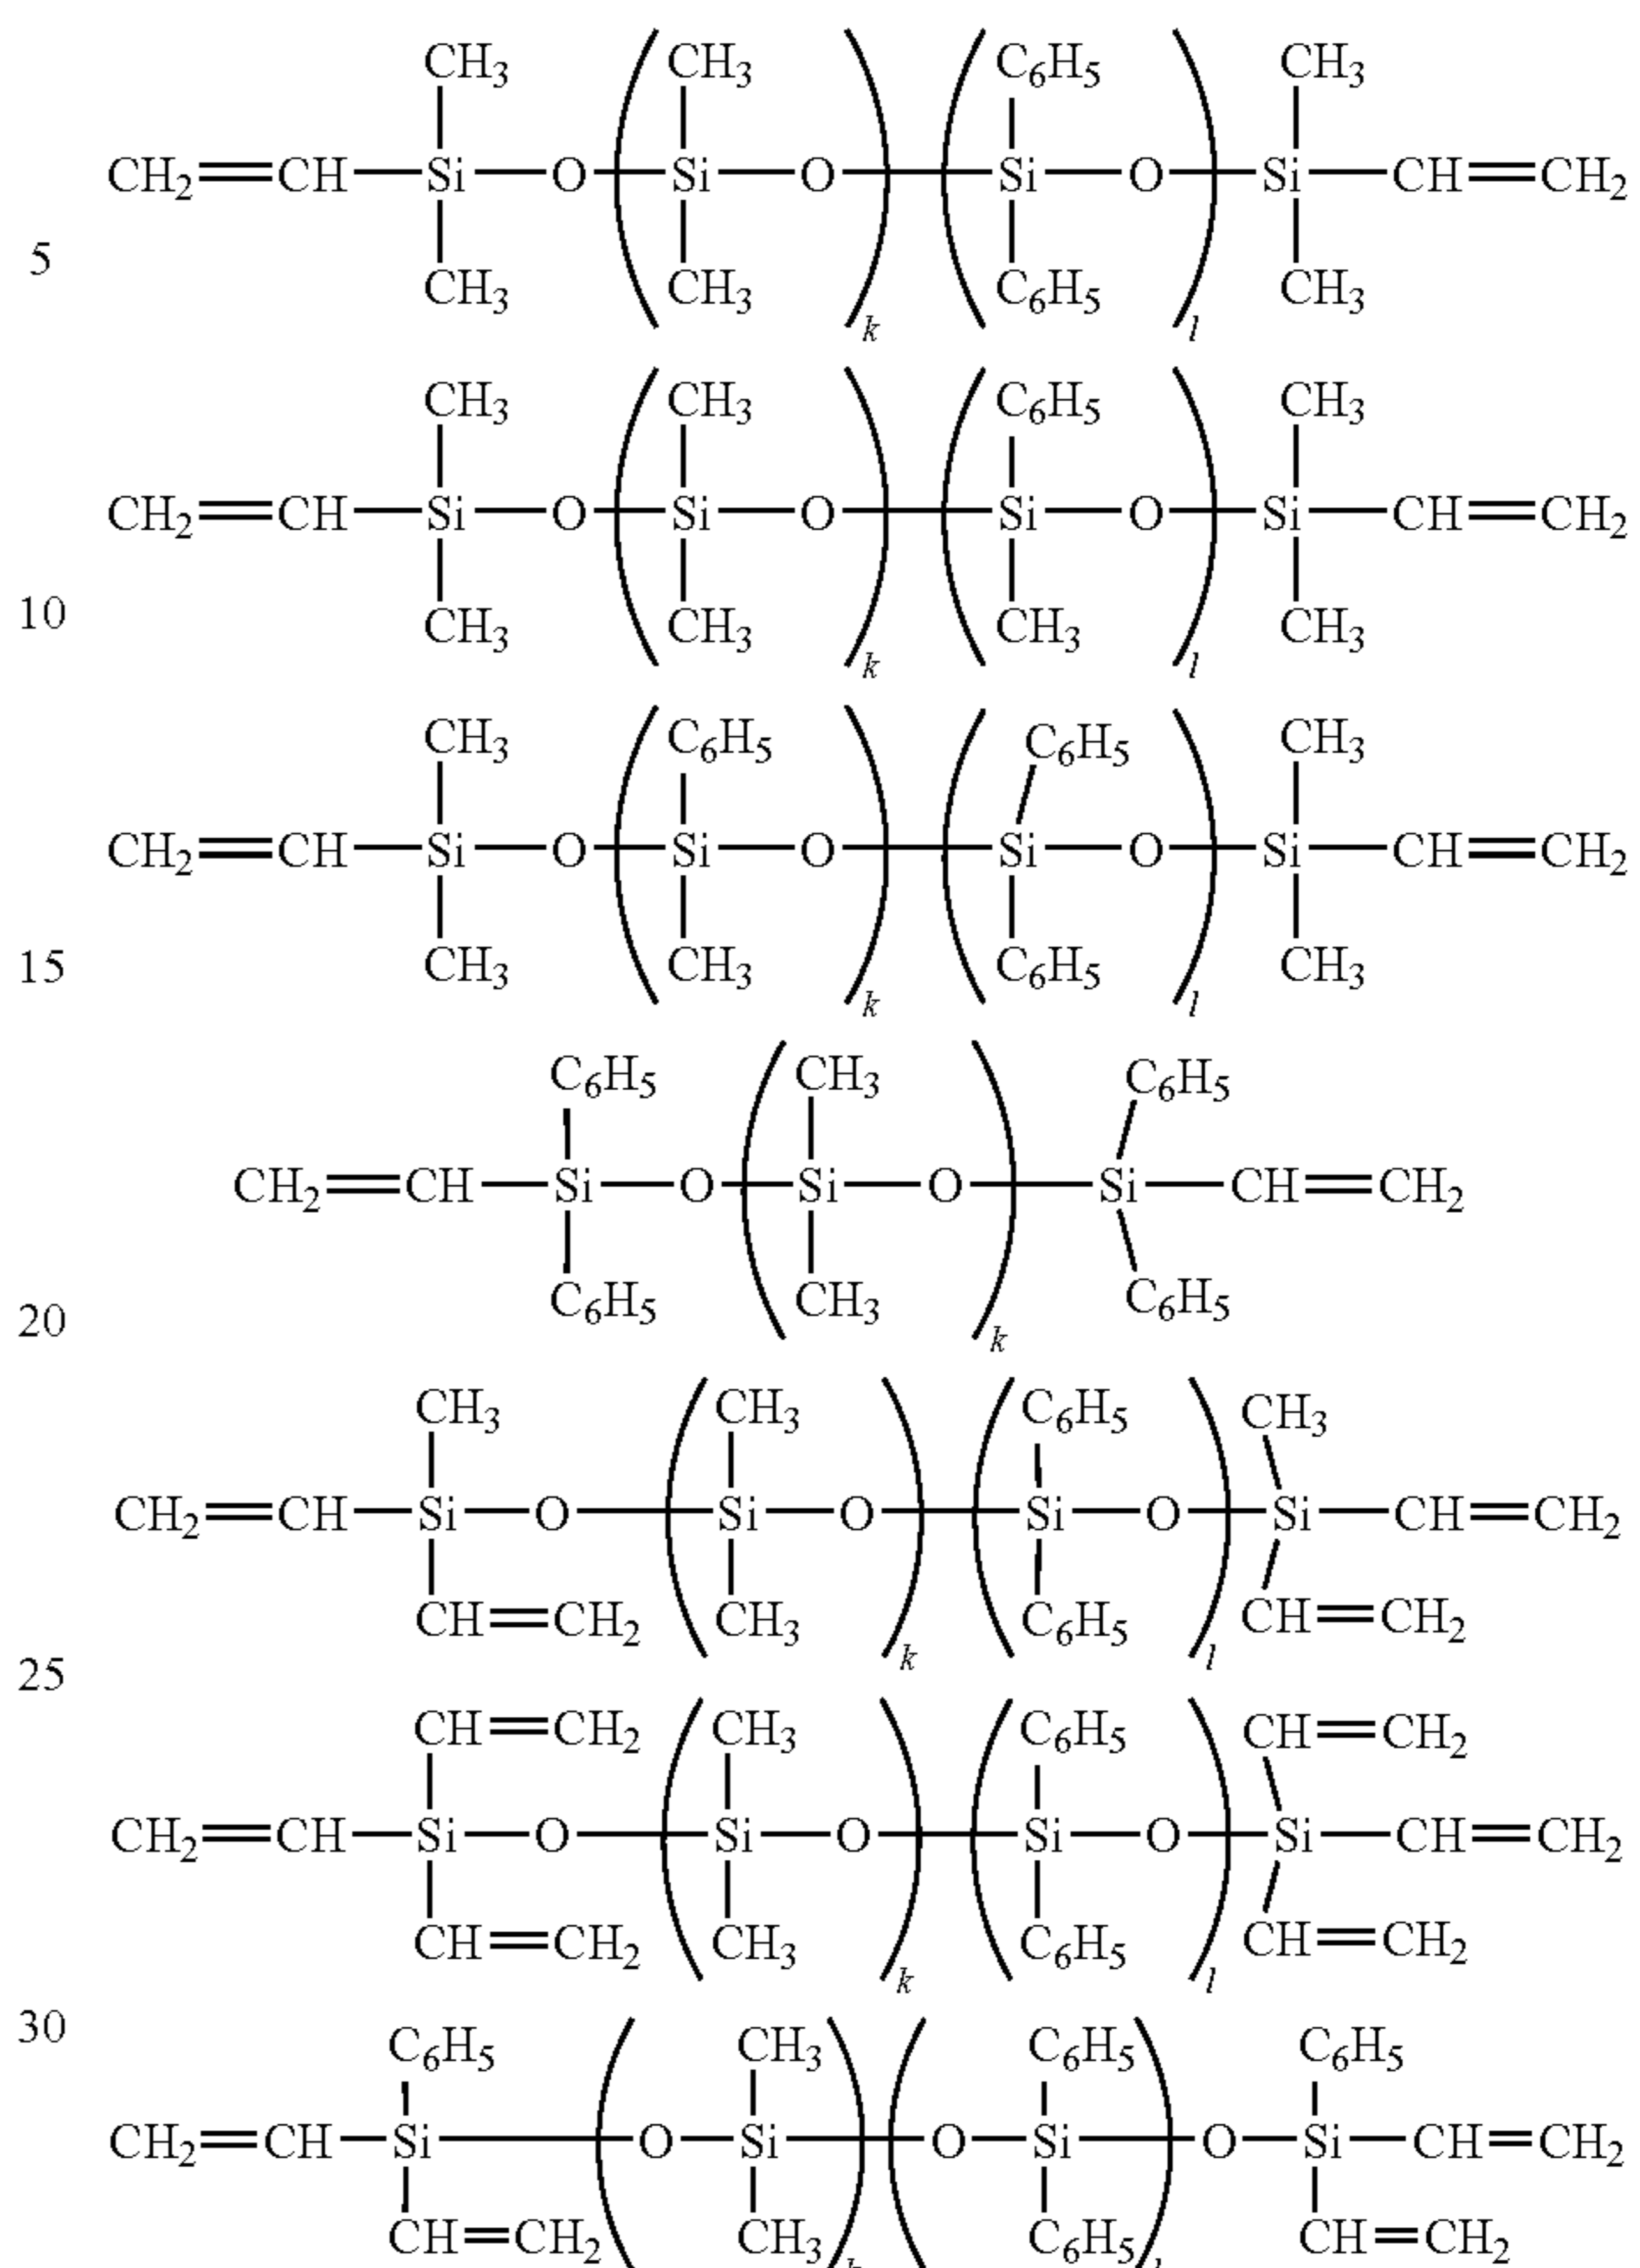 CH3 CH3 C6H5 CH3
CH2=CH—Si—O—(Si—O)k—(Si—O)l—Si—CH=CH2
5
CH3 CH3 C6H5 CH3
CH3 CH3 C6H5 CH3
CH2=CH—Si—O—(Si—O)k—(Si—O)l—Si—CH=CH2
10
CH3 CH3 CH3 CH3
CH3 C6H5 C6H5 CH3
CH2=CH—Si—O—(Si—O)k—(Si—O)l—Si—CH=CH2
15
CH3 CH3 C6H5 CH3
C6H5 CH3 C6H5
CH2=CH—Si—O—(Si—O)k—Si—CH=CH2
C6H5 CH3 C6H5
20
CH3 CH3 C6H5 CH3
CH2=CH—Si—O—(Si—O)k—(Si—O)l—Si—CH=CH2
CH=CH2 CH3 C6H5 CH=CH2
25
CH=CH2 CH3 C6H5 CH=CH2
CH2=CH—Si—O—(Si—O)k—(Si—O)l—Si—CH=CH2
CH=CH2 CH3 C6H5 CH=CH2
30
C6H5 CH3 C6H5 C6H5
CH2=CH—Si—(O—Si)—(O—Si)—O—Si—CH=CH2
CH=CH2 CH3 C6H5 CH=CH2